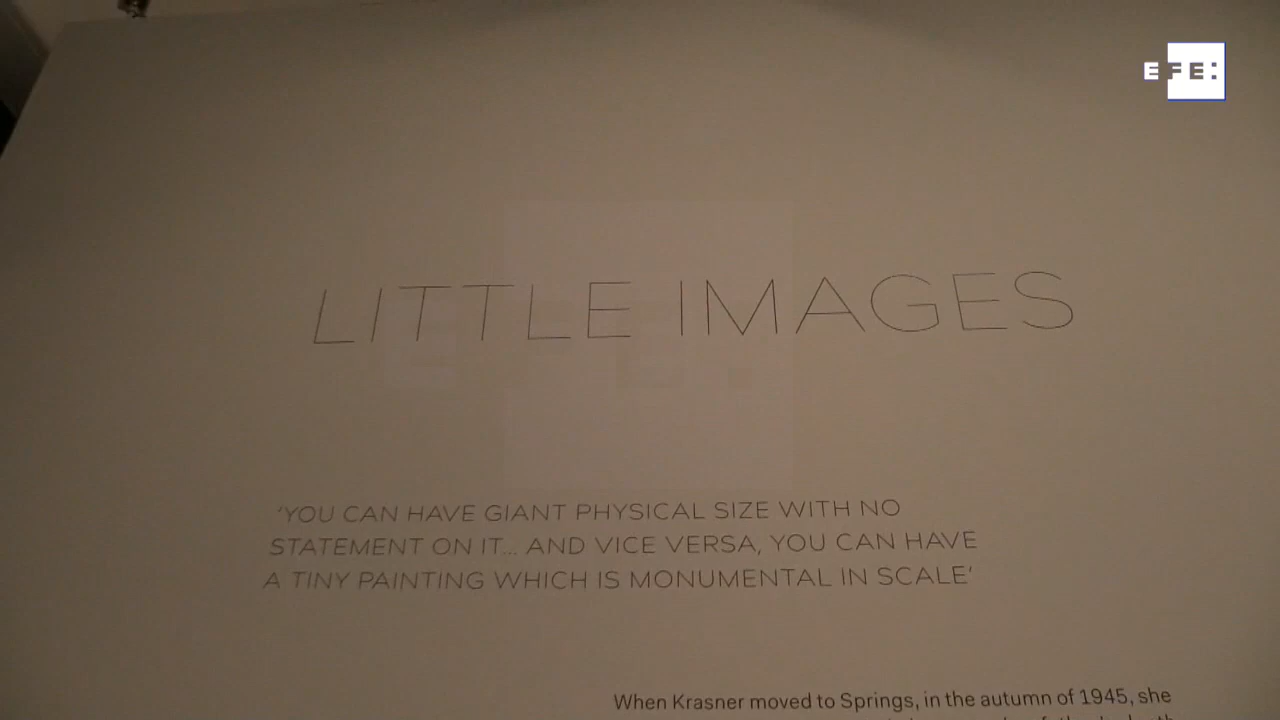 EFE:
LITTLE IMAGES
'YOU CAN HAVE GIANT PHYSICAL SIZE WITH NO
STATEMENT ON IT... AND VICE VERSA, YOU CAN HAVE
A TINY PAINTING WHICH IS MONUMENTAL IN SCALE'
When Krasner moved to Springs, in the autumn of 1945, she